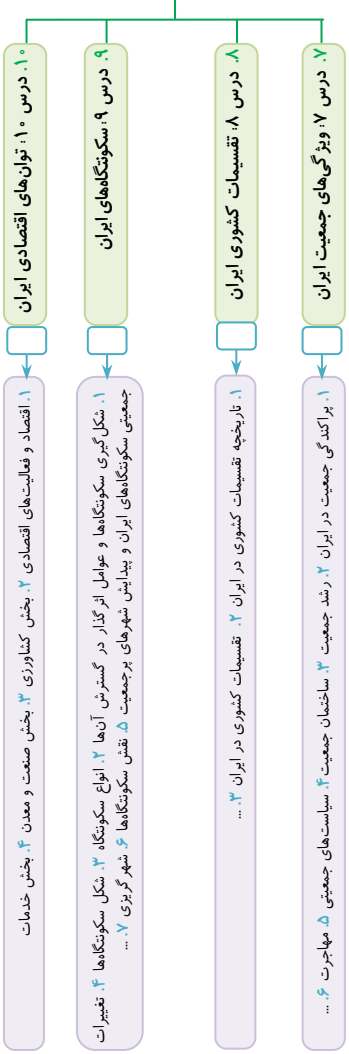 ۷. درس ۷: ویژگی‌های جمعیت ایران
۱. پراکندگی جمعیت در ایران ۲. رشد جمعیت ۳. ساختمان جمعیت ۴. سیاست‌های جمعیتی ۵. مهاجرت ۶. ...
۸. درس ۸: تقسیمات کشوری ایران
۱. تاریخچه تقسیمات کشوری در ایران ۲. تقسیمات کشوری در ایران ۳. ...
۹. درس ۹: سکونتگاه‌های ایران
۱. شکل‌گیری سکونتگاه‌ها و عوامل اثرگذار در گسترش آن‌ها ۲. انواع سکونتگاه ۳. شکل سکونتگاه‌ها ۴. تغییرات
جمعیتی سکونتگاه‌های ایران و پیدایش شهرهای پرجمعیت ۵. نقش سکونتگاه‌ها ۶. شهرگریزی ۷. ...
۱۰. درس ۱۰: توان‌های اقتصادی ایران
۱. اقتصاد و فعالیت‌های اقتصادی ۲. بخش کشاورزی ۳. بخش صنعت و معدن ۴. بخش خدمات